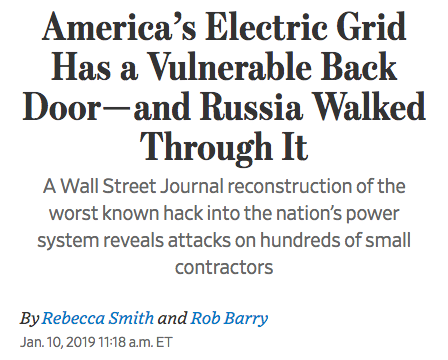 America’s Electric Grid
Has a Vulnerable Back
Door—and Russia Walked
Through It
A Wall Street Journal reconstruction of the
worst known hack into the nation’s power
system reveals attacks on hundreds of small
contractors
By Rebecca Smith and Rob Barry
Jan. 10, 2019 11:18 a.m. ET